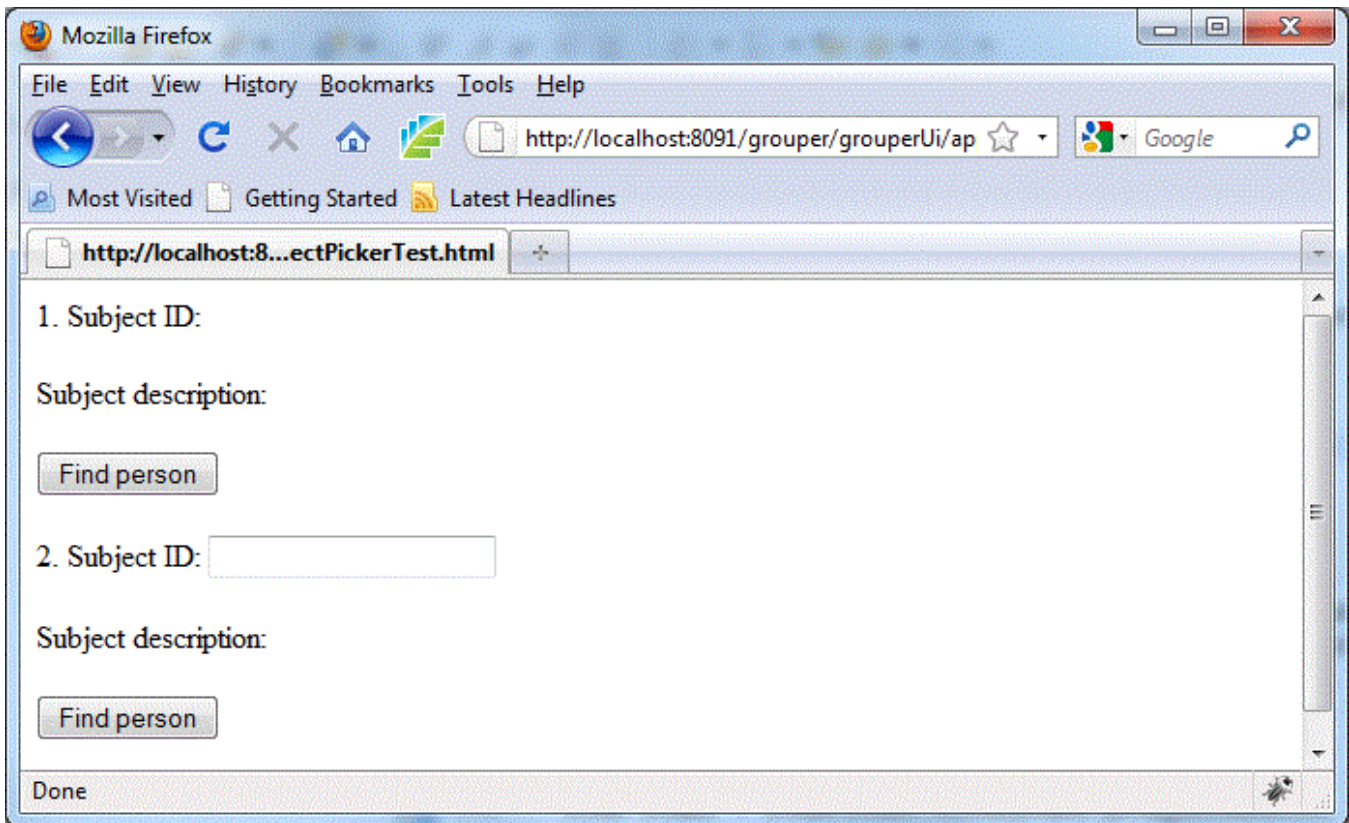 Mozilla Firefox
File Edit View History Bookmarks Tools Help
http://localhost:8091/grouper/grouperUi/ap Google
Most Visited Getting Started Latest Headlines
http://localhost:8...ectPickerTest.html
1. Subject ID:
Subject description:
Find person
2. Subject ID:
Subject description:
Find person
Done